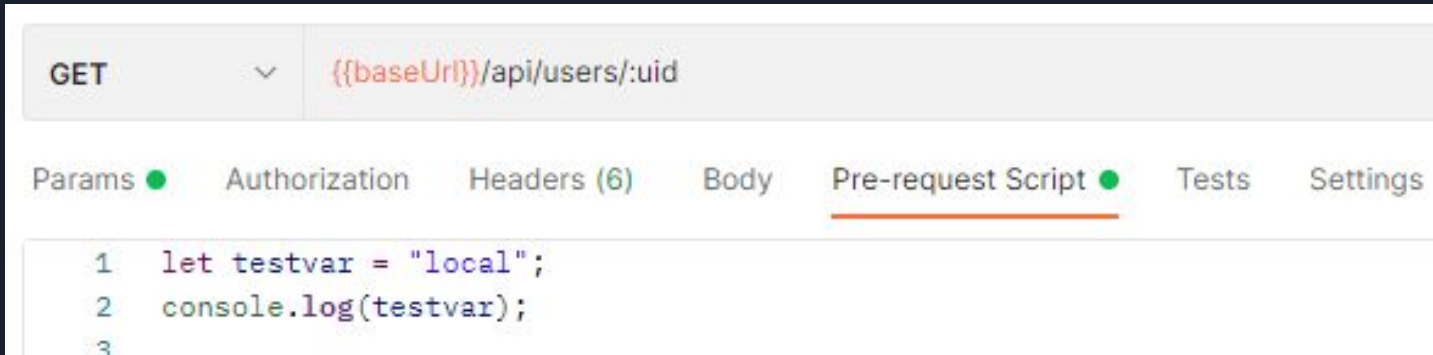 GET {{baseUrl}}/api/users/:uid
Params Authorization Headers (6) Body Pre-request Script Tests Settings
1 let testvar = "local";
2 console.log(testvar);
3